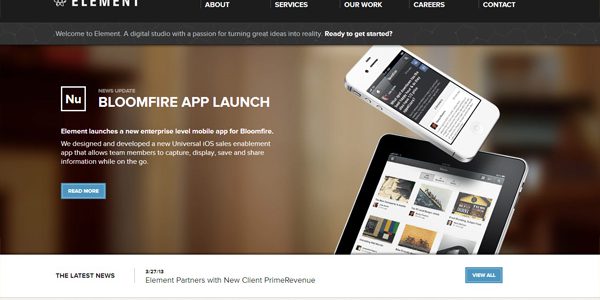 ELEMENT
ABOUT
SERVICES
OUR WORK
CAREERS
CONTACT
Welcome to Element. A digital studio with a passion for turning great ideas into reality. Ready to get started?
Nu
NEWS UPDATE
BLOOMFIRE APP LAUNCH
Element launches a new enterprise level mobile app for Bloomfire.
We designed and developed a new Universal iOS sales enablement
app that allows team members to capture, display, save and share
information while on the go.
READ MORE
THE LATEST NEWS
3/27/13
Element Partners with New Client PrimeRevenue
VIEW ALL